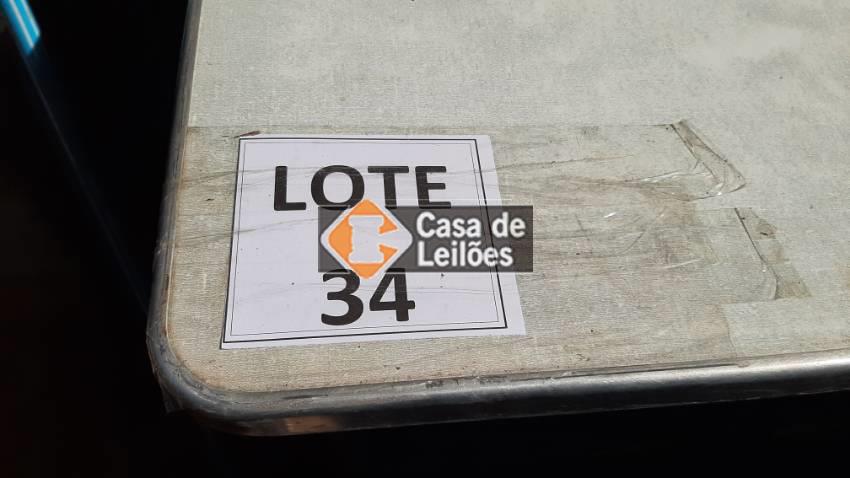 LOTE
Casa de
Leilões
34